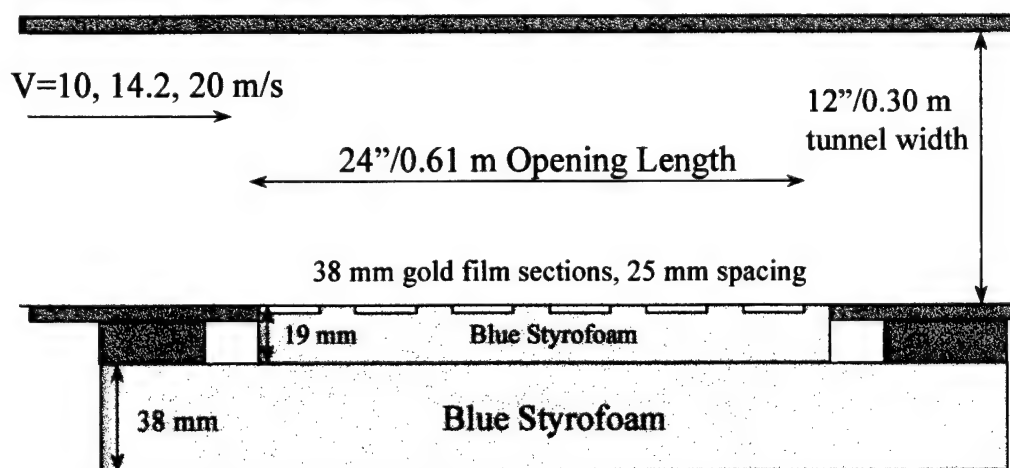 V=10, 14.2, 20 m/s
12”/0.30 m
tunnel width
24”/0.61 m Opening Length
38 mm gold film sections, 25 mm spacing
19 mm
Blue Styrofoam
38 mm
Blue Styrofoam